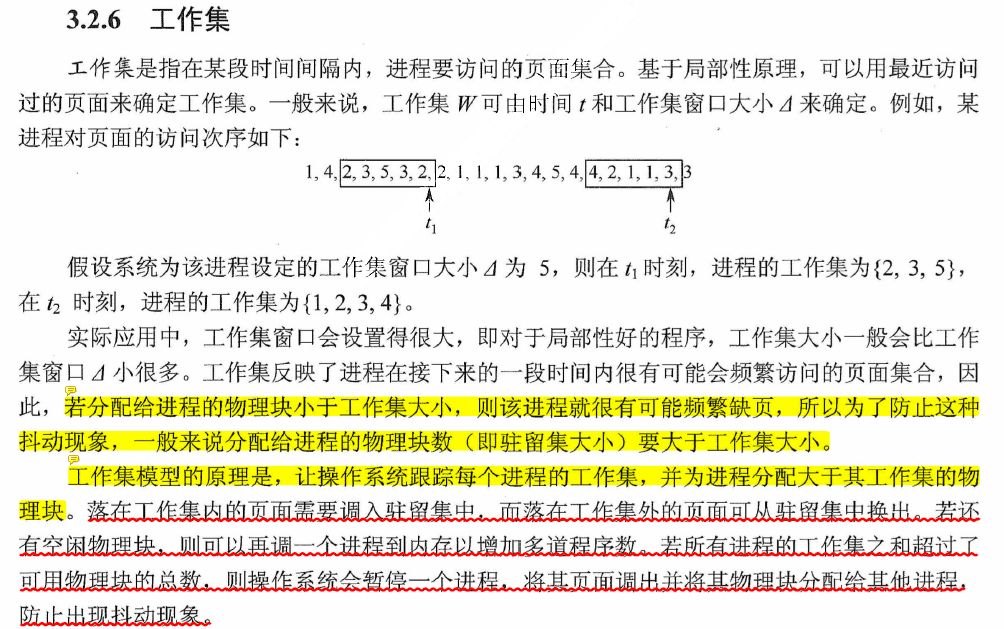 3.2.6 工作集
工作集是指在某段时间间隔内，进程要访问的页面集合。基于局部性原理，可以用最近访问
过的页面来确定工作集。一般来说，工作集 W 可由时间 t 和工作集窗口大小 Δ 来确定。例如，某
进程对页面的访问次序如下：
1, 4, 2, 3, 5, 3, 2, 2, 1, 1, 1, 3, 4, 5, 4, 4, 2, 1, 1, 3, 3
t₁ t₂
假设系统为该进程设定的工作集窗口大小 Δ 为 5，则在 t₁ 时刻，进程的工作集为{2, 3, 5}，
在 t₂ 时刻，进程的工作集为{1, 2, 3, 4}。
实际应用中，工作集窗口会设置得很大，即对于局部性好的程序，工作集大小一般会比工作
集窗口 Δ 小很多。工作集反映了进程在接下来的一段时间内很有可能会频繁访问的页面集合，因
此，若分配给进程的物理块小于工作集大小，则该进程就很有可能频繁缺页，所以为了防止这种
抖动现象，一般来说分配给进程的物理块数（即驻留集大小）要大于工作集大小。
工作集模型的原理是，让操作系统跟踪每个进程的工作集，并为进程分配大于其工作集的物
理块。落在工作集内的页面需要调入驻留集中，而落在工作集外的页面可从驻留集中换出。若还
有空闲物理块，则可以再调一个进程到内存以增加多道程序数。若所有进程的工作集之和超过了
可用物理块的总数，则操作系统会暂停一个进程，将其页面调出并将其物理块分配给其他进程，
防止出现抖动现象。